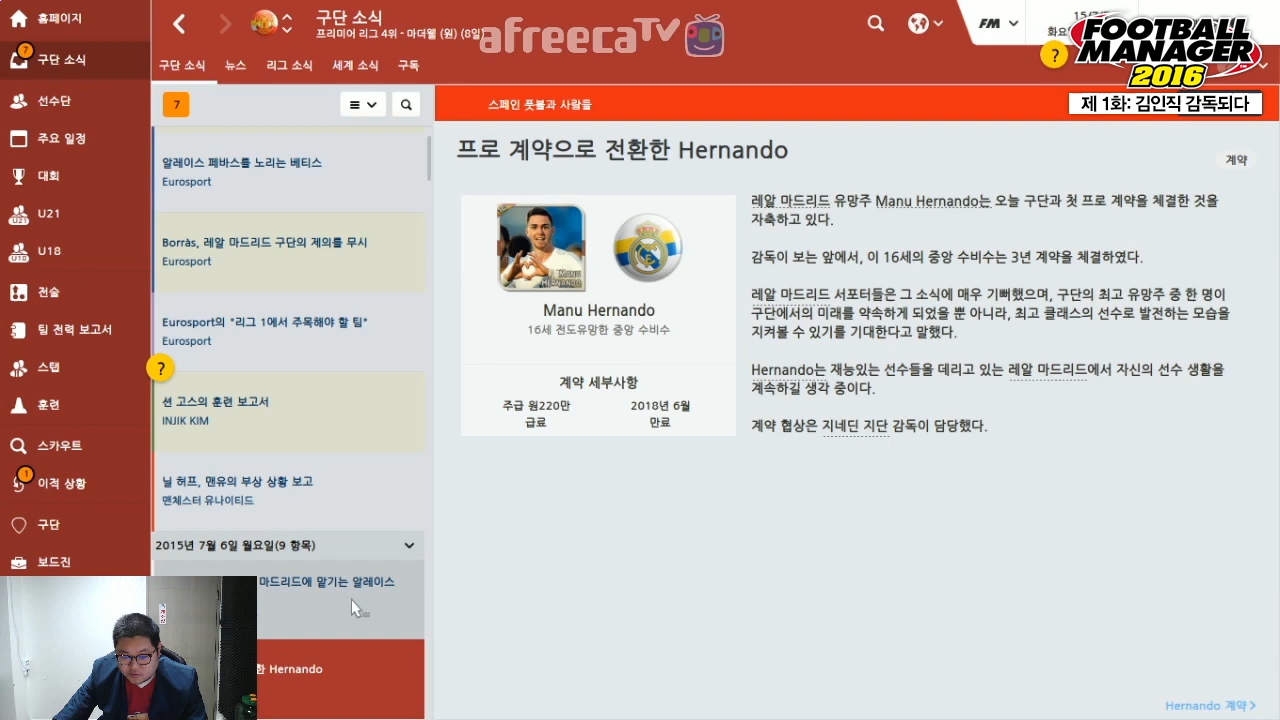 홈페이지
7
구단 소식
선수단
주요 일정
대회
U21
U21
U18
U18
전술
팀 전력 보고서
스탭
훈련
스카우트
1
이적 상황
구단
보드진
구단 소식
프리미어 리그 4위 - 마더웰 (원) (8일)
afreecaTV
FM
구단 소식
뉴스
리그 소식
세계 소식
구독
?
FOOTBALL
MANAGER
2016
제 1화: 김인직 감독되다
7
알레이스 페바스를 노리는 베티스
Eurosport
Borràs, 레알 마드리드 구단의 제의를 무시
Eurosport
Eurosport의 "리그 1에서 주목해야 할 팀"
Eurosport
?
션 고스의 훈련 보고서
INJIK KIM
닐 허프, 맨유의 부상 상황 보고
맨체스터 유나이티드
2015년 7월 6일 월요일(9 항목)
마드리드에 맡기는 알레이스
한 Hernando
스페인 풋볼과 사람들
프로 계약으로 전환한 Hernando
계약
MANU
HERNANDO
Manu Hernando
16세 전도유망한 중앙 수비수
계약 세부사항
주급 원220만
급료
2018년 6월
만료
레알 마드리드 유망주 Manu Hernando는 오늘 구단과 첫 프로 계약을 체결한 것을
자축하고 있다.
감독이 보는 앞에서, 이 16세의 중앙 수비수는 3년 계약을 체결하였다.
레알 마드리드 서포터들은 그 소식에 매우 기뻐했으며, 구단의 최고 유망주 중 한 명이
구단에서의 미래를 약속하게 되었을 뿐 아니라, 최고 클래스의 선수로 발전하는 모습을
지켜볼 수 있기를 기대한다고 말했다.
Hernando는 재능있는 선수들을 데리고 있는 레알 마드리드에서 자신의 선수 생활을
계속하길 생각 중이다.
계약 협상은 지네딘 지단 감독이 담당했다.
Hernando 계약